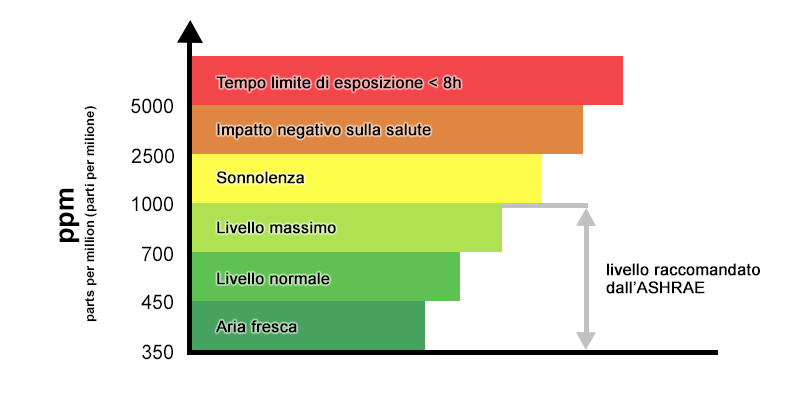 Tempo limite di esposizione < 8h
5000
Impatto negativo sulla salute
2500
Sonnolenza
1000
Livello massimo
700
Livello normale
450
Aria fresca
350
ppm
parts per million (parti per milione)
livello raccomandato
dall'ASHRAE